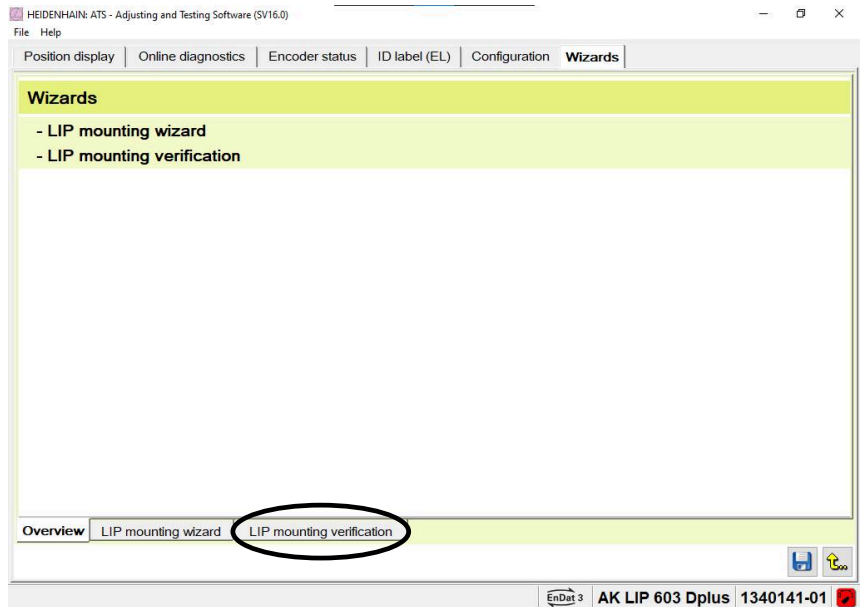 HEIDENHAIN: ATS - Adjusting and Testing Software (SV16.0)
File Help
Position display Online diagnostics Encoder status ID label (EL) Configuration Wizards
Wizards
- LIP mounting wizard
- LIP mounting verification
Overview LIP mounting wizard LIP mounting verification
EnDat 3 AK LIP 603 Dplus 1340141-01